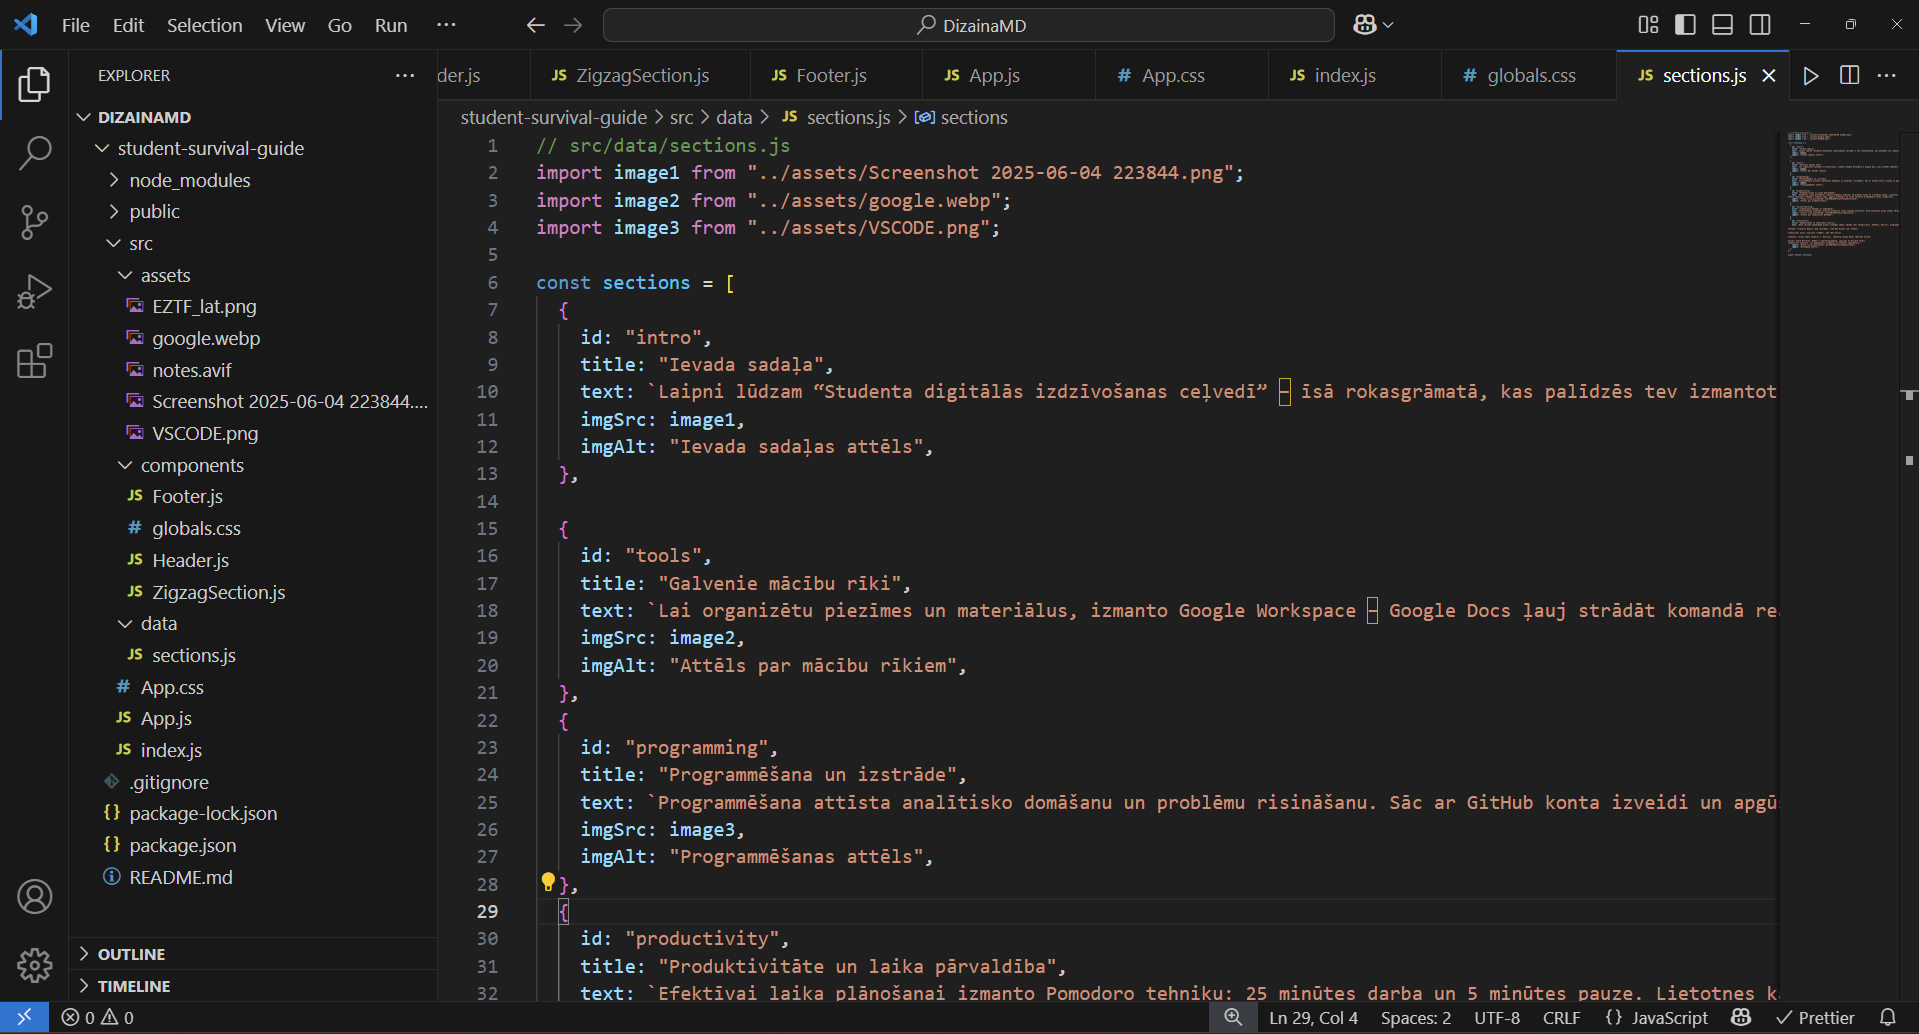 File Edit Selection View Go Run ··· DizainaMD
EXPLORER
DIZAINAMD
student-survival-guide
node_modules
public
src
assets
EZTF_lat.png
google.webp
notes.avif
Screenshot 2025-06-04 223844....
VSCODE.png
components
JS Footer.js
# globals.css
JS Header.js
JS ZigzagSection.js
data
JS sections.js
# App.css
JS App.js
JS index.js
.gitignore
{} package-lock.json
{} package.json
README.md
OUTLINE
TIMELINE
der.js JS ZigzagSection.js JS Footer.js JS App.js # App.css JS index.js # globals.css JS sections.js
student-survival-guide > src > data > JS sections.js > sections
1 // src/data/sections.js
2 import image1 from "../assets/Screenshot 2025-06-04 223844.png";
3 import image2 from "../assets/google.webp";
4 import image3 from "../assets/VSCODE.png";
5
6 const sections = [
7 {
8 id: "intro",
9 title: "Ievada sadaļa",
10 text: `Laipni lūdzam “Studenta digitālās izdzīvošanas ceļvedī” – īsā rokasgrāmatā, kas palīdzēs tev izmantot
11 imgSrc: image1,
12 imgAlt: "Ievada sadaļas attēls",
13 },
14
15 {
16 id: "tools",
17 title: "Galvenie mācību rīki",
18 text: `Lai organizētu piezīmes un materiālus, izmanto Google Workspace – Google Docs ļauj strādāt komandā rea
19 imgSrc: image2,
20 imgAlt: "Attēls par mācību rīkiem",
21 },
22 {
23 id: "programming",
24 title: "Programmēšana un izstrāde",
25 text: `Programmēšana attīsta analītisko domāšanu un problēmu risināšanu. Sāc ar GitHub konta izveidi un apgū
26 imgSrc: image3,
27 imgAlt: "Programmēšanas attēls",
28 },
29 {
30 id: "productivity",
31 title: "Produktivitāte un laika pārvaldība",
32 text: `Efektīvai laika plānošanai izmanto Pomodoro tehniku: 25 minūtes darba un 5 minūtes pauze. Lietotnes k
0 0 Ln 29, Col 4 Spaces: 2 UTF-8 CRLF {} JavaScript Prettier